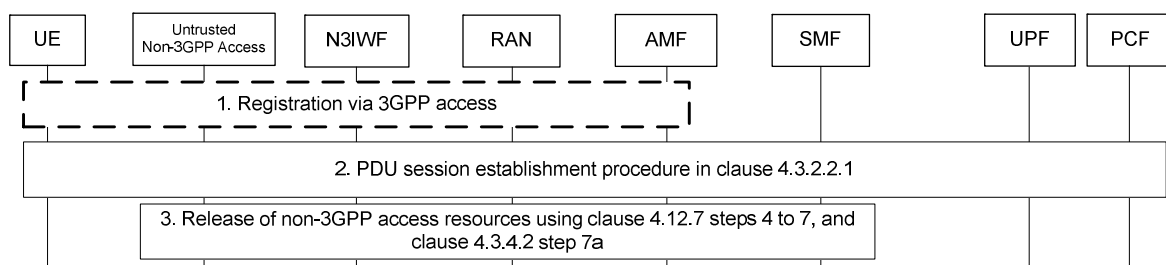 UE
Untrusted
Non-3GPP Access
N3IWF
RAN
AMF
SMF
UPF
PCF
1. Registration via 3GPP access
2. PDU session establishment procedure in clause 4.3.2.2.1
3. Release of non-3GPP access resources using clause 4.12.7 steps 4 to 7, and
clause 4.3.4.2 step 7a